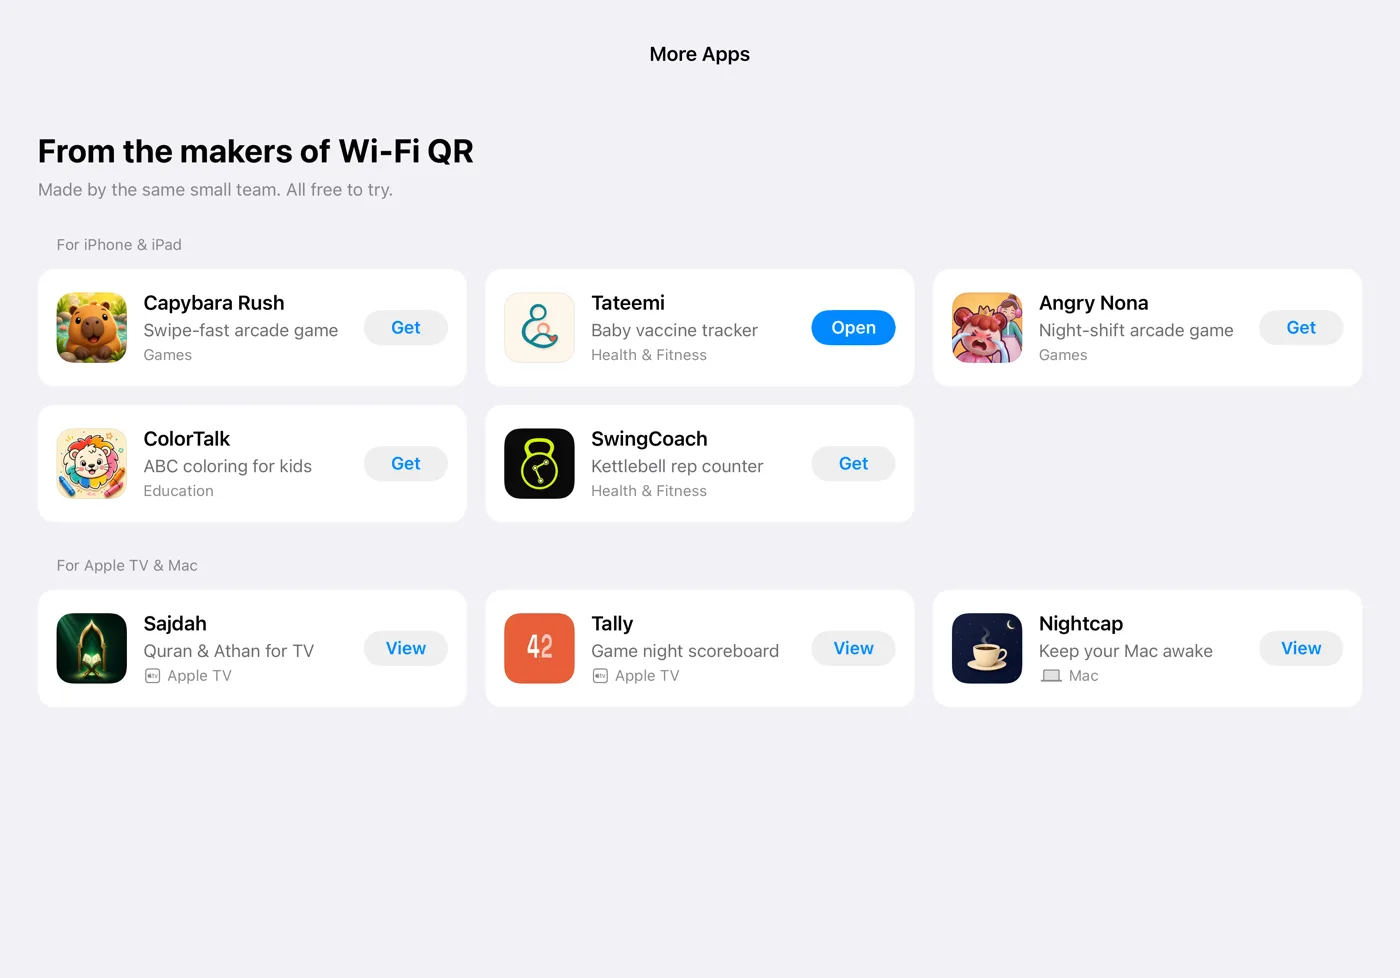 More Apps
From the makers of Wi-Fi QR
Made by the same small team. All free to try.
For iPhone & iPad
Capybara Rush
Swipe-fast arcade game
Games
Get
Tateemi
Baby vaccine tracker
Health & Fitness
Open
Angry Nona
Night-shift arcade game
Games
Get
ColorTalk
ABC coloring for kids
Education
Get
SwingCoach
Kettlebell rep counter
Health & Fitness
Get
For Apple TV & Mac
Sajdah
Quran & Athan for TV
Apple TV
View
42
Tally
Game night scoreboard
Apple TV
View
Nightcap
Keep your Mac awake
Mac
View